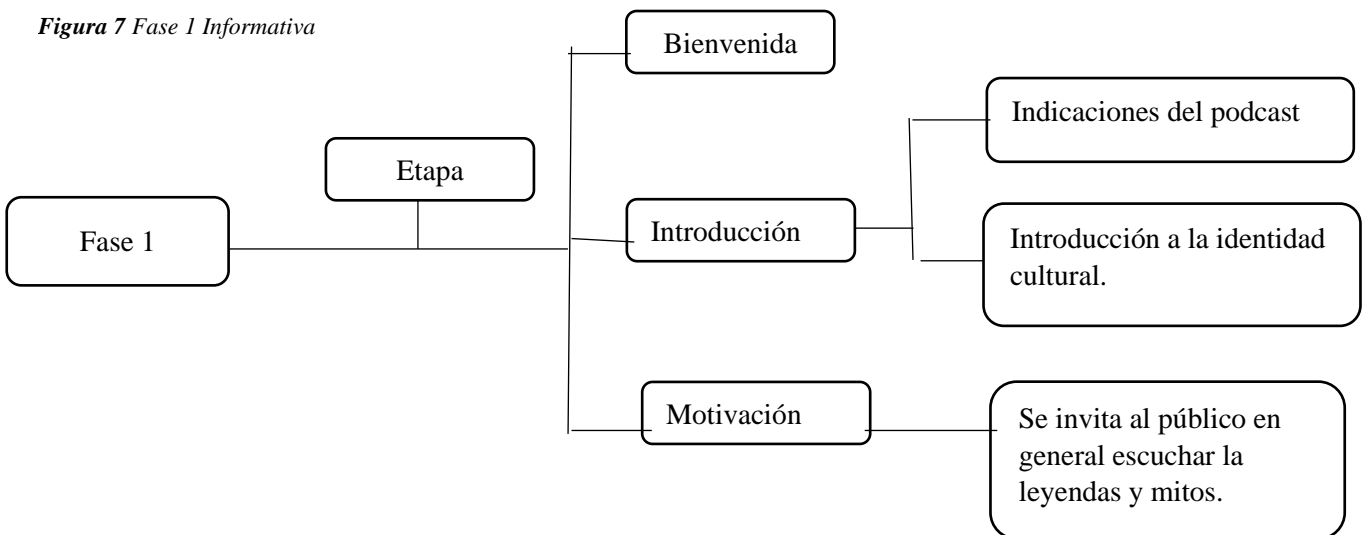 Figura 7 Fase 1 Informativa
Fase 1
Etapa
Bienvenida
Introducción
Indicaciones del podcast
Introducción a la identidad
cultural.
Motivación
Se invita al público en
general escuchar la
leyendas y mitos.